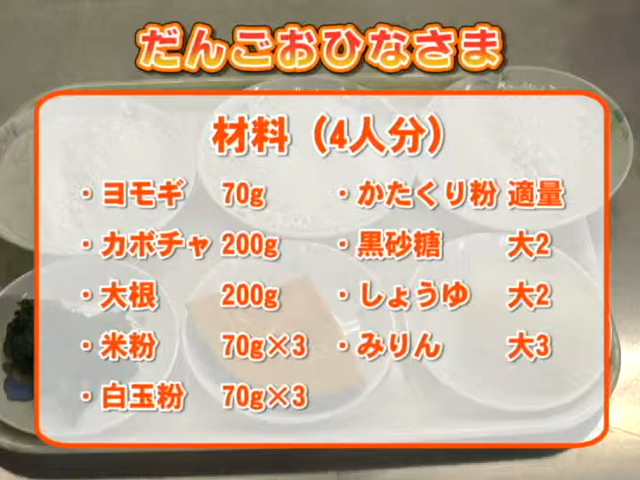 だんごおひなさま
材料(4人分)
・ヨモギ 70g
・カボチャ 200g
・大根 200g
・米粉 70g×3
・白玉粉 70g×3
・かたくり粉 適量
・黒砂糖 大2
・しょうゆ 大2
・みりん 大3